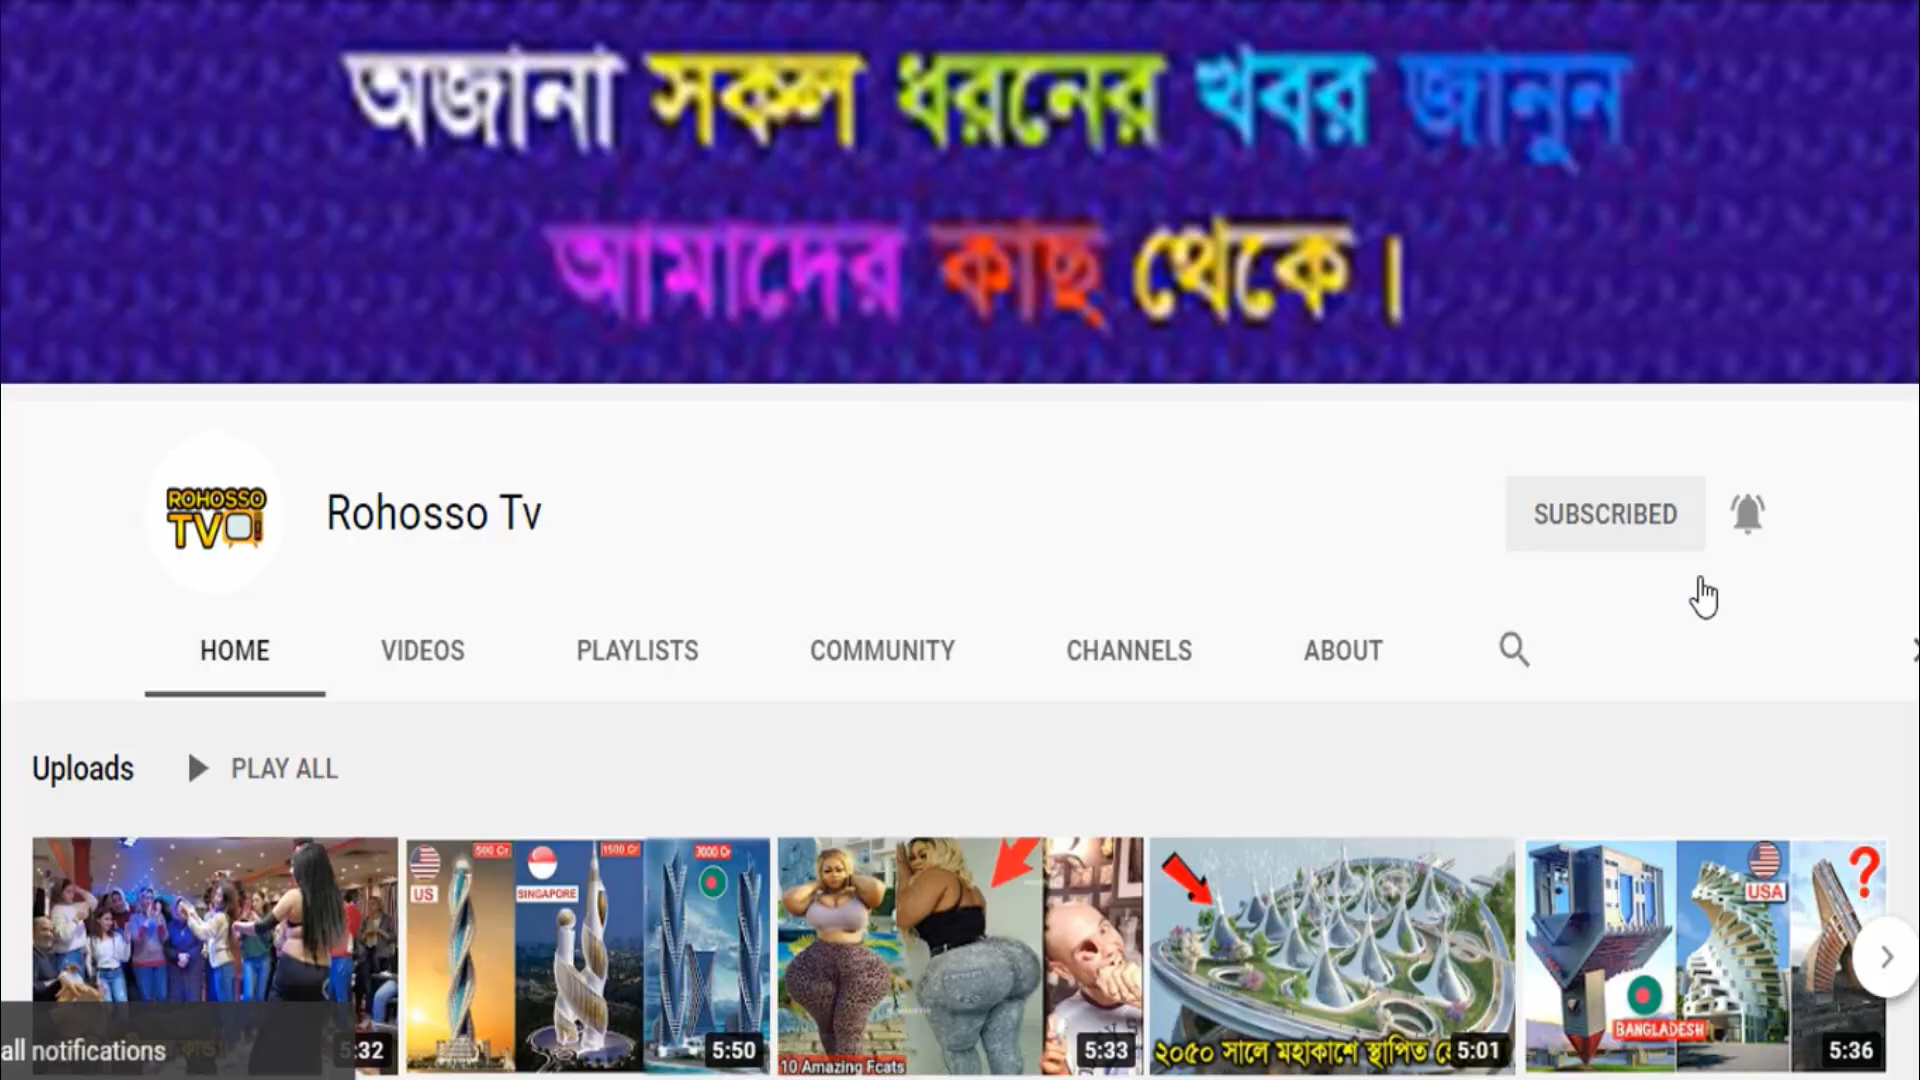 অজানা সকল ধরনের খবর জানুন
আমাদের কাছ থেকে।
ROHOSSO
TV
Rohosso Tv
SUBSCRIBED
HOME VIDEOS PLAYLISTS COMMUNITY CHANNELS ABOUT
Uploads PLAY ALL
500 Cr
US
1500 Cr
SINGAPORE
3000 Cr
5:50
10 Amazing Fcats
5:33
২০৫০ সালে মহাকাশে স্থাপিত
5:01
USA
?
BANGLADESH
5:36
all notifications
:32